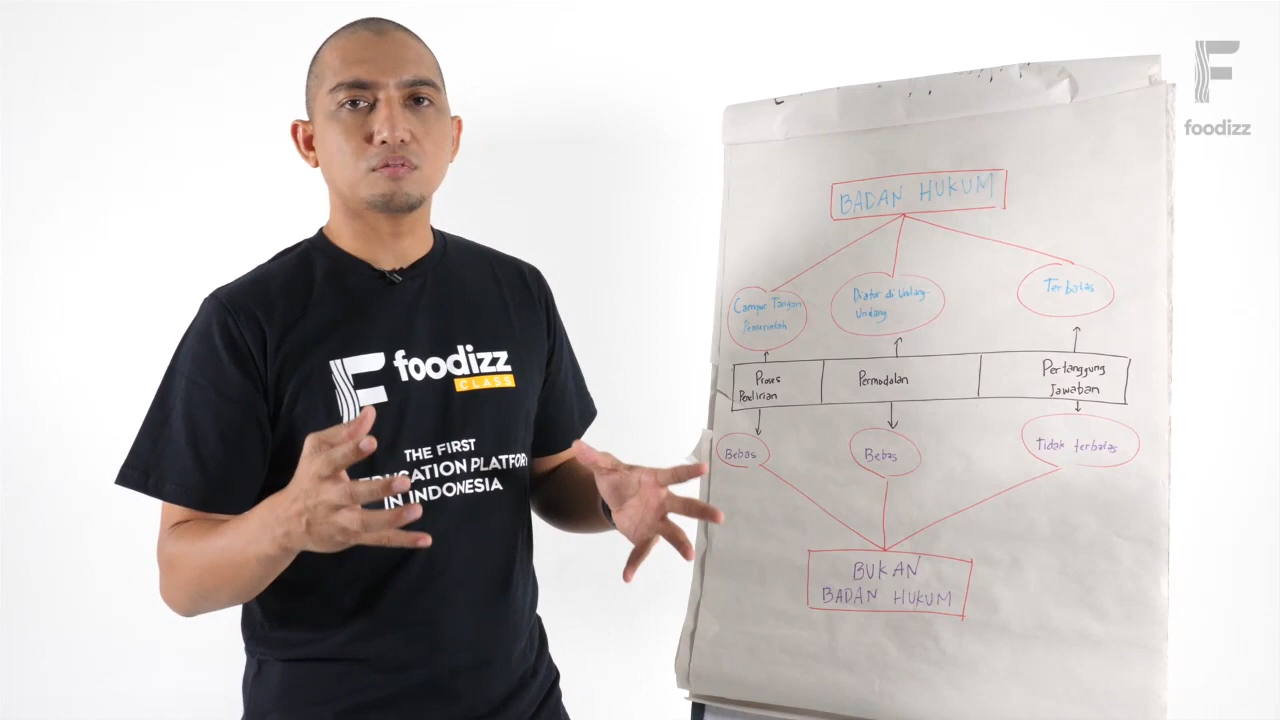 foodizz
foodizz
CLASS
THE FIRST
EDUCATION PLATFORM
IN INDONESIA
BADAN HUKUM
Campur Tangan
Pemerintah
Diatur di Undang-
Undang
Terbatas
Proses
Pendirian
Permodalan
Pertanggung
Jawaban
Bebas
Bebas
Tidak terbatas
BUKAN
BADAN HUKUM